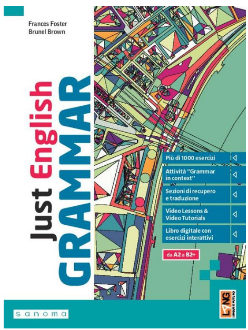 Frances Foster
Brunel Brown
Just English
GRAMMAR
Più di 1000 esercizi
Attività "Grammar
in context"
Sezioni di recupero
e traduzione
Video Lessons &
Video Tutorials
Libro digitale con
esercizi interattivi
da A2 a B2+
sanoma
LANG